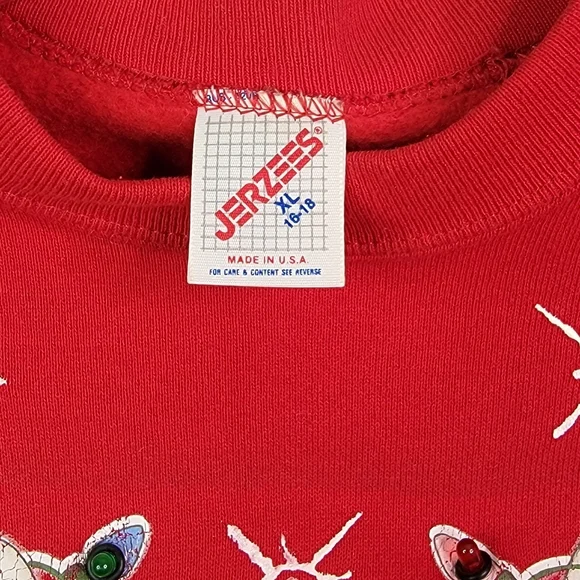 JERZEES®
XL
16-18
MADE IN U.S.A.
FOR CARE & CONTENT SEE REVERSE